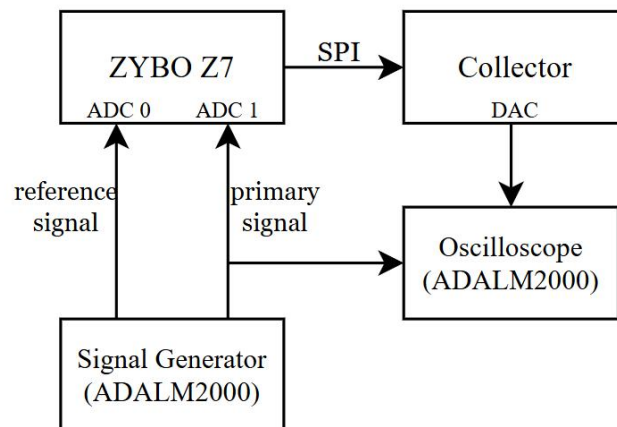 ZYBO Z7
ADC 0
ADC 1
SPI
Collector
DAC
reference
signal
primary
signal
Oscilloscope
(ADALM2000)
Signal Generator
(ADALM2000)